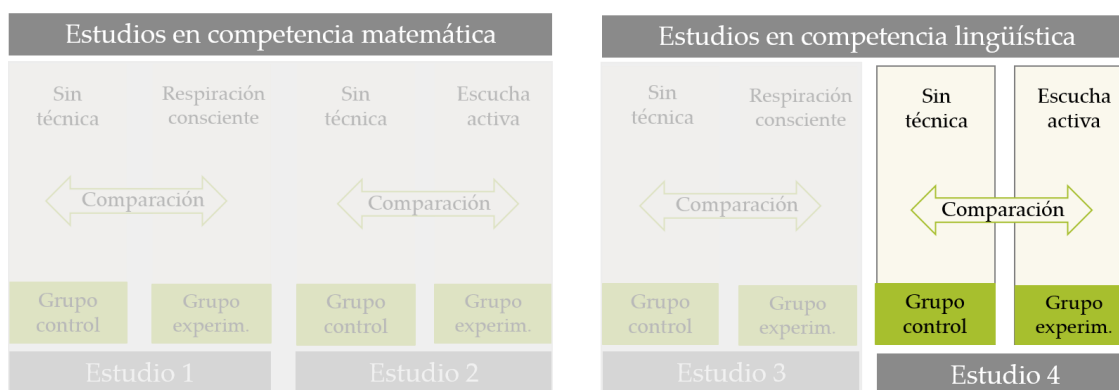 Estudios en competencia matemática
Sin técnica
Respiración consciente
Sin técnica
Escucha activa
Comparación
Comparación
Grupo control
Grupo experim.
Grupo control
Grupo experim.
Estudio 1
Estudio 2
Estudios en competencia lingüística
Sin técnica
Respiración consciente
Sin técnica
Escucha activa
Comparación
Comparación
Grupo control
Grupo experim.
Grupo control
Grupo experim.
Estudio 3
Estudio 4